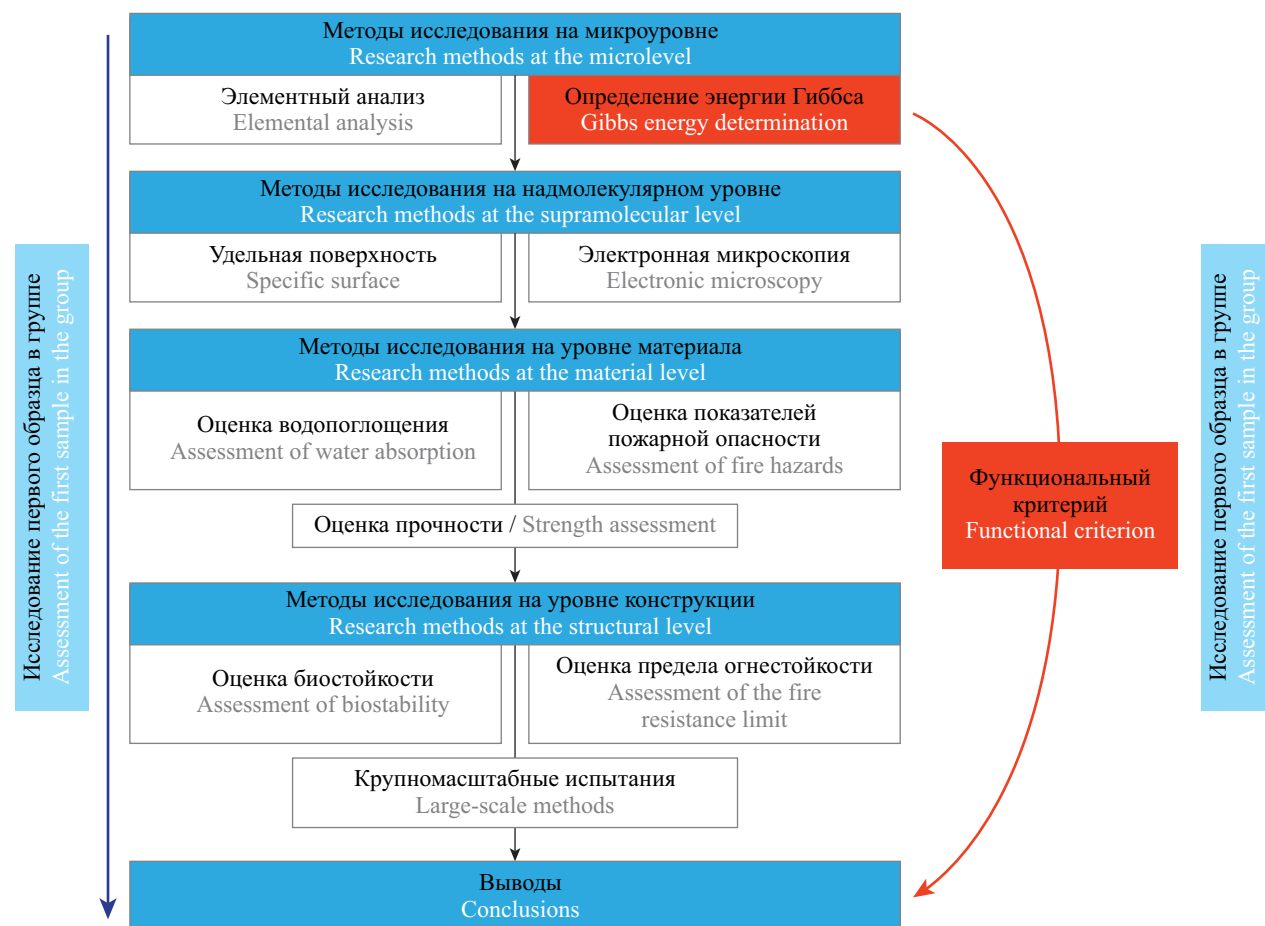 Методы исследования на микроуровне
Research methods at the microlevel
Элементный анализ
Elemental analysis
Определение энергии Гиббса
Gibbs energy determination
Методы исследования на надмолекулярном уровне
Research methods at the supramolecular level
Удельная поверхность
Specific surface
Электронная микроскопия
Electronic microscopy
Методы исследования на уровне материала
Research methods at the material level
Оценка водопоглощения
Assessment of water absorption
Оценка показателей
пожарной опасности
Assessment of fire hazards
Оценка прочности / Strength assessment
Методы исследования на уровне конструкции
Research methods at the structural level
Оценка биостойкости
Assessment of biostability
Оценка предела огнестойкости
Assessment of the fire
resistance limit
Крупномасштабные испытания
Large-scale methods
Выводы
Conclusions
Исследование первого образца в группе
Assessment of the first sample in the group
Функциональный
критерий
Functional criterion
Исследование первого образца в группе
Assessment of the first sample in the group